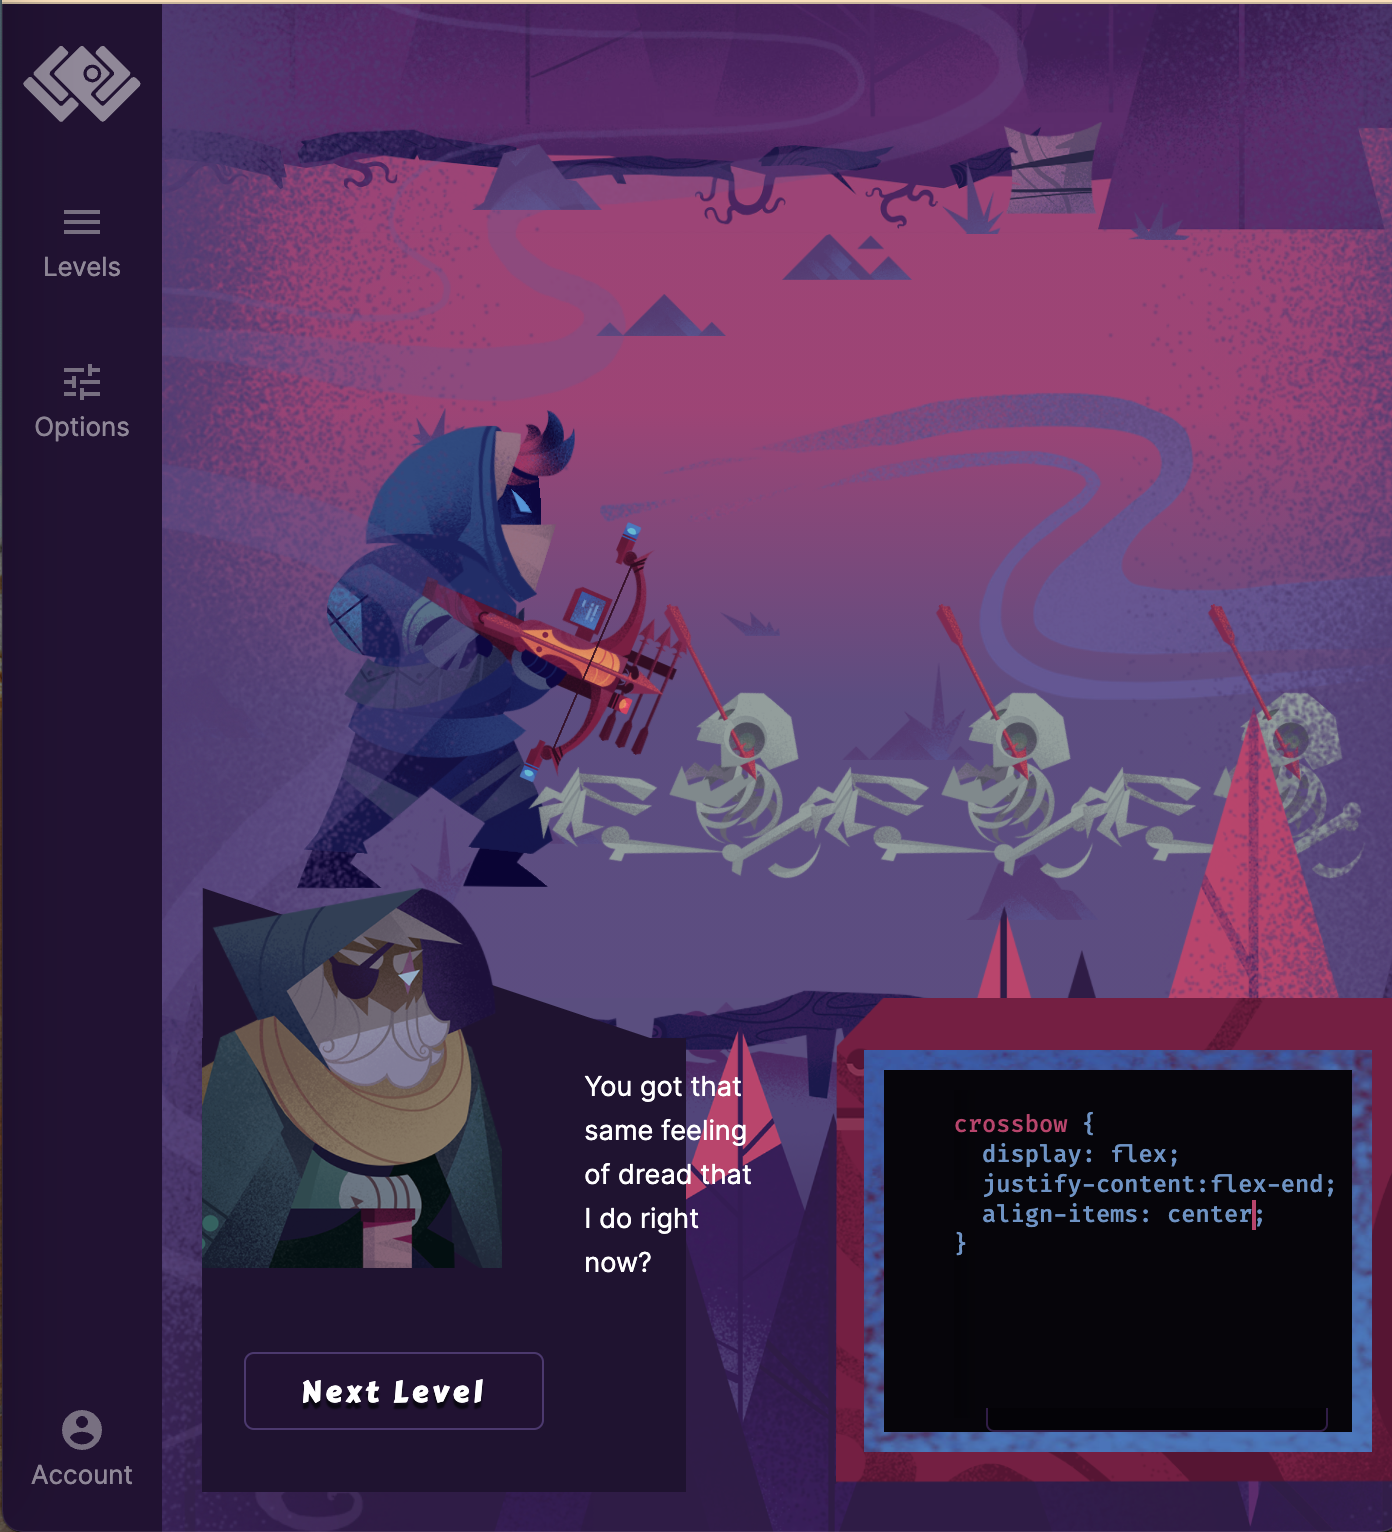 Levels
Options
You got that
same feeling
of dread that
I do right
now?
Next Level
crossbow {
display: flex;
justify-content:flex-end;
align-items: center;
}
Account